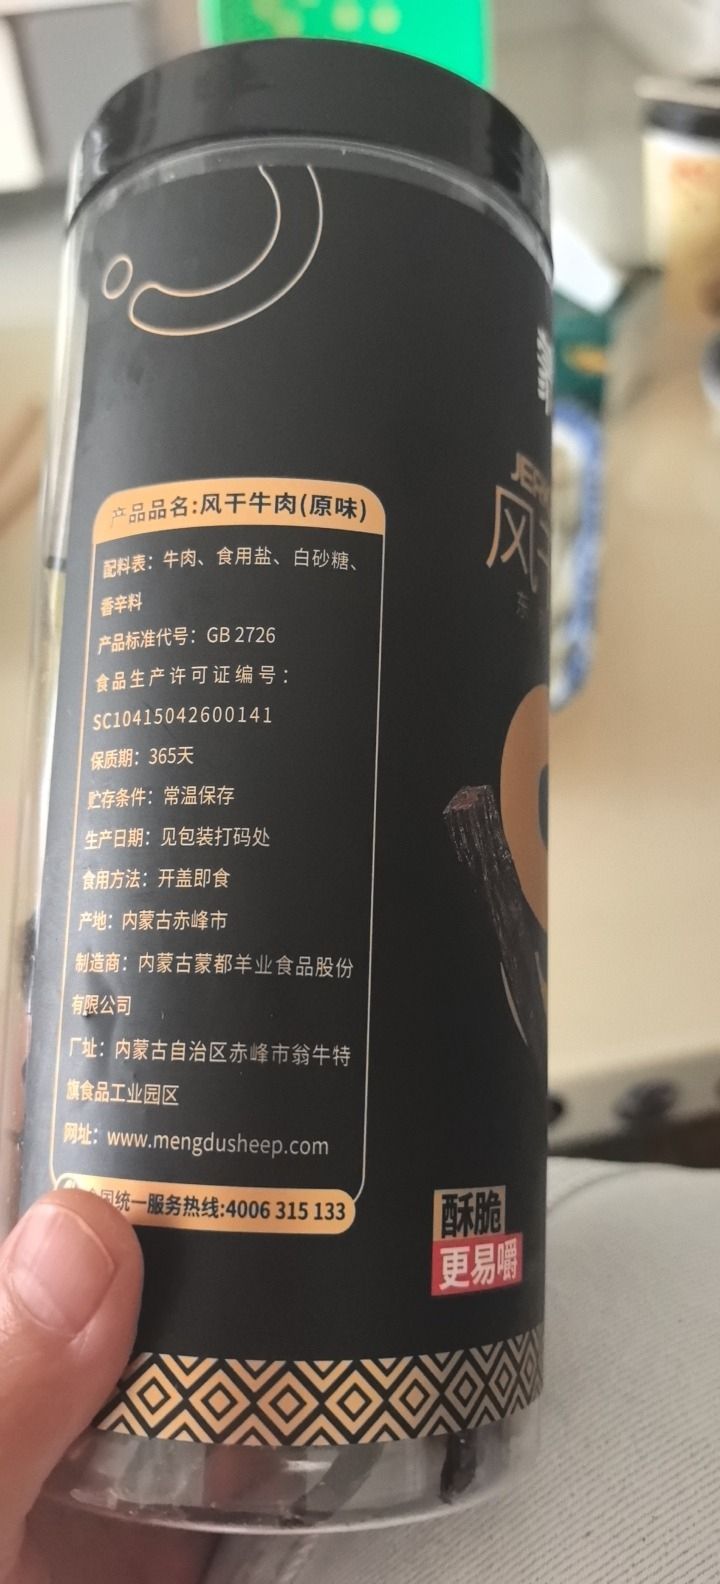 产品品名:风干牛肉(原味)
配料表：牛肉、食用盐、白砂糖、
香辛料
产品标准代号：GB 2726
食品生产许可证编号：
SC10415042600141
保质期：365天
贮存条件：常温保存
生产日期：见包装打码处
食用方法：开盖即食
产地：内蒙古赤峰市
制造商：内蒙古蒙都羊业食品股份
有限公司
厂址：内蒙古自治区赤峰市翁牛特
旗食品工业园区
网址：www.mengdusheep.com
全国统一服务热线:4006 315 133
风干
酥脆
更易嚼